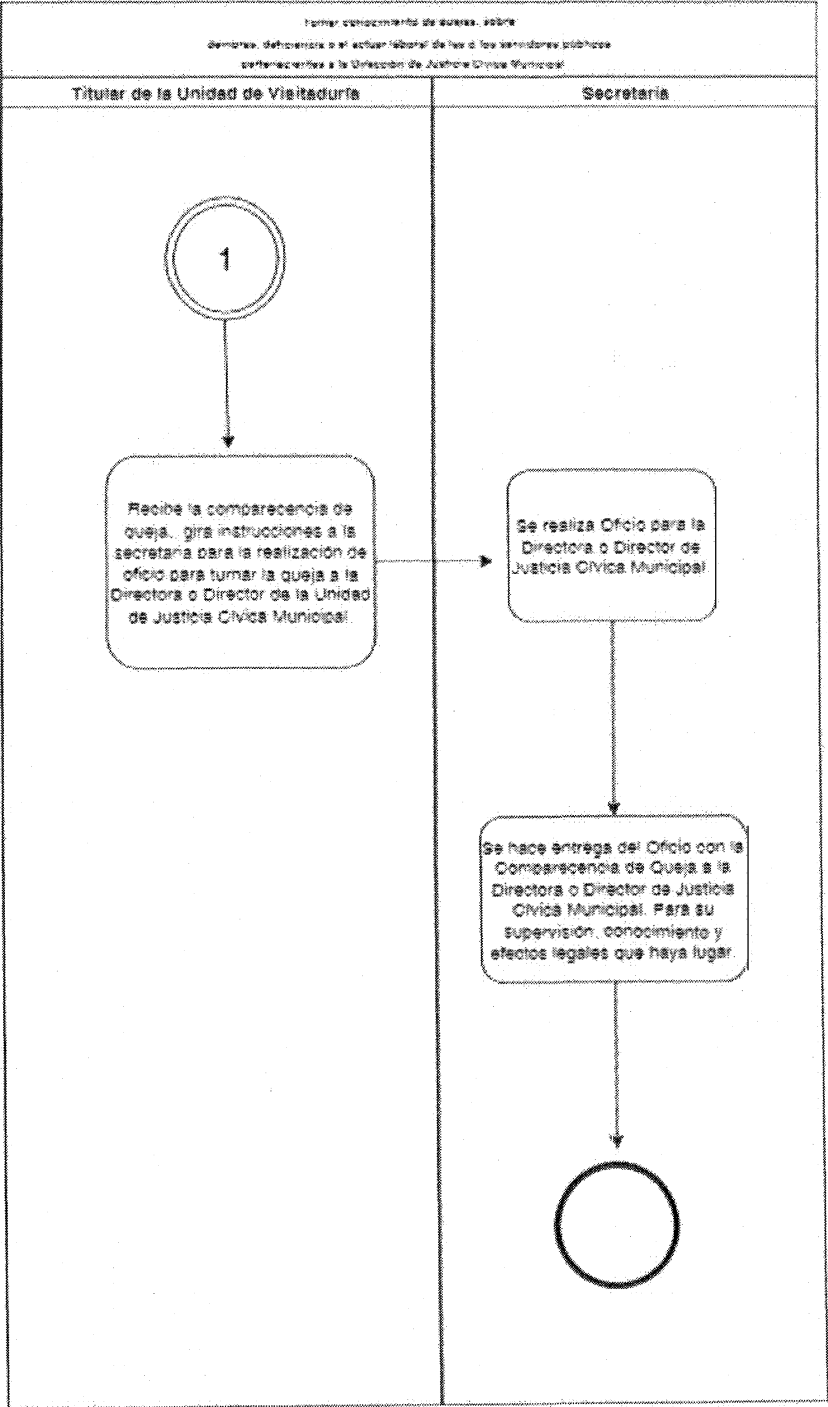 Tomar conocimiento de quejas, sobre
demoras, deficiencia o el actuar laboral de las o los servidores públicos
pertenecientes a la Dirección de Justicia Cívica Municipal
Titular de la Unidad de Visitaduría
Secretaria
1
Recibe la comparecencia de
queja, gira instrucciones a la
secretaria para la realización de
oficio para turnar la queja a la
Directora o Director de la Unidad
de Justicia Cívica Municipal.
Se realiza Oficio para la
Directora o Director de
Justicia Cívica Municipal
Se hace entrega del Oficio con la
Comparecencia de Queja a la
Directora o Director de Justicia
Cívica Municipal. Para su
supervisión, conocimiento y
efectos legales que haya lugar.